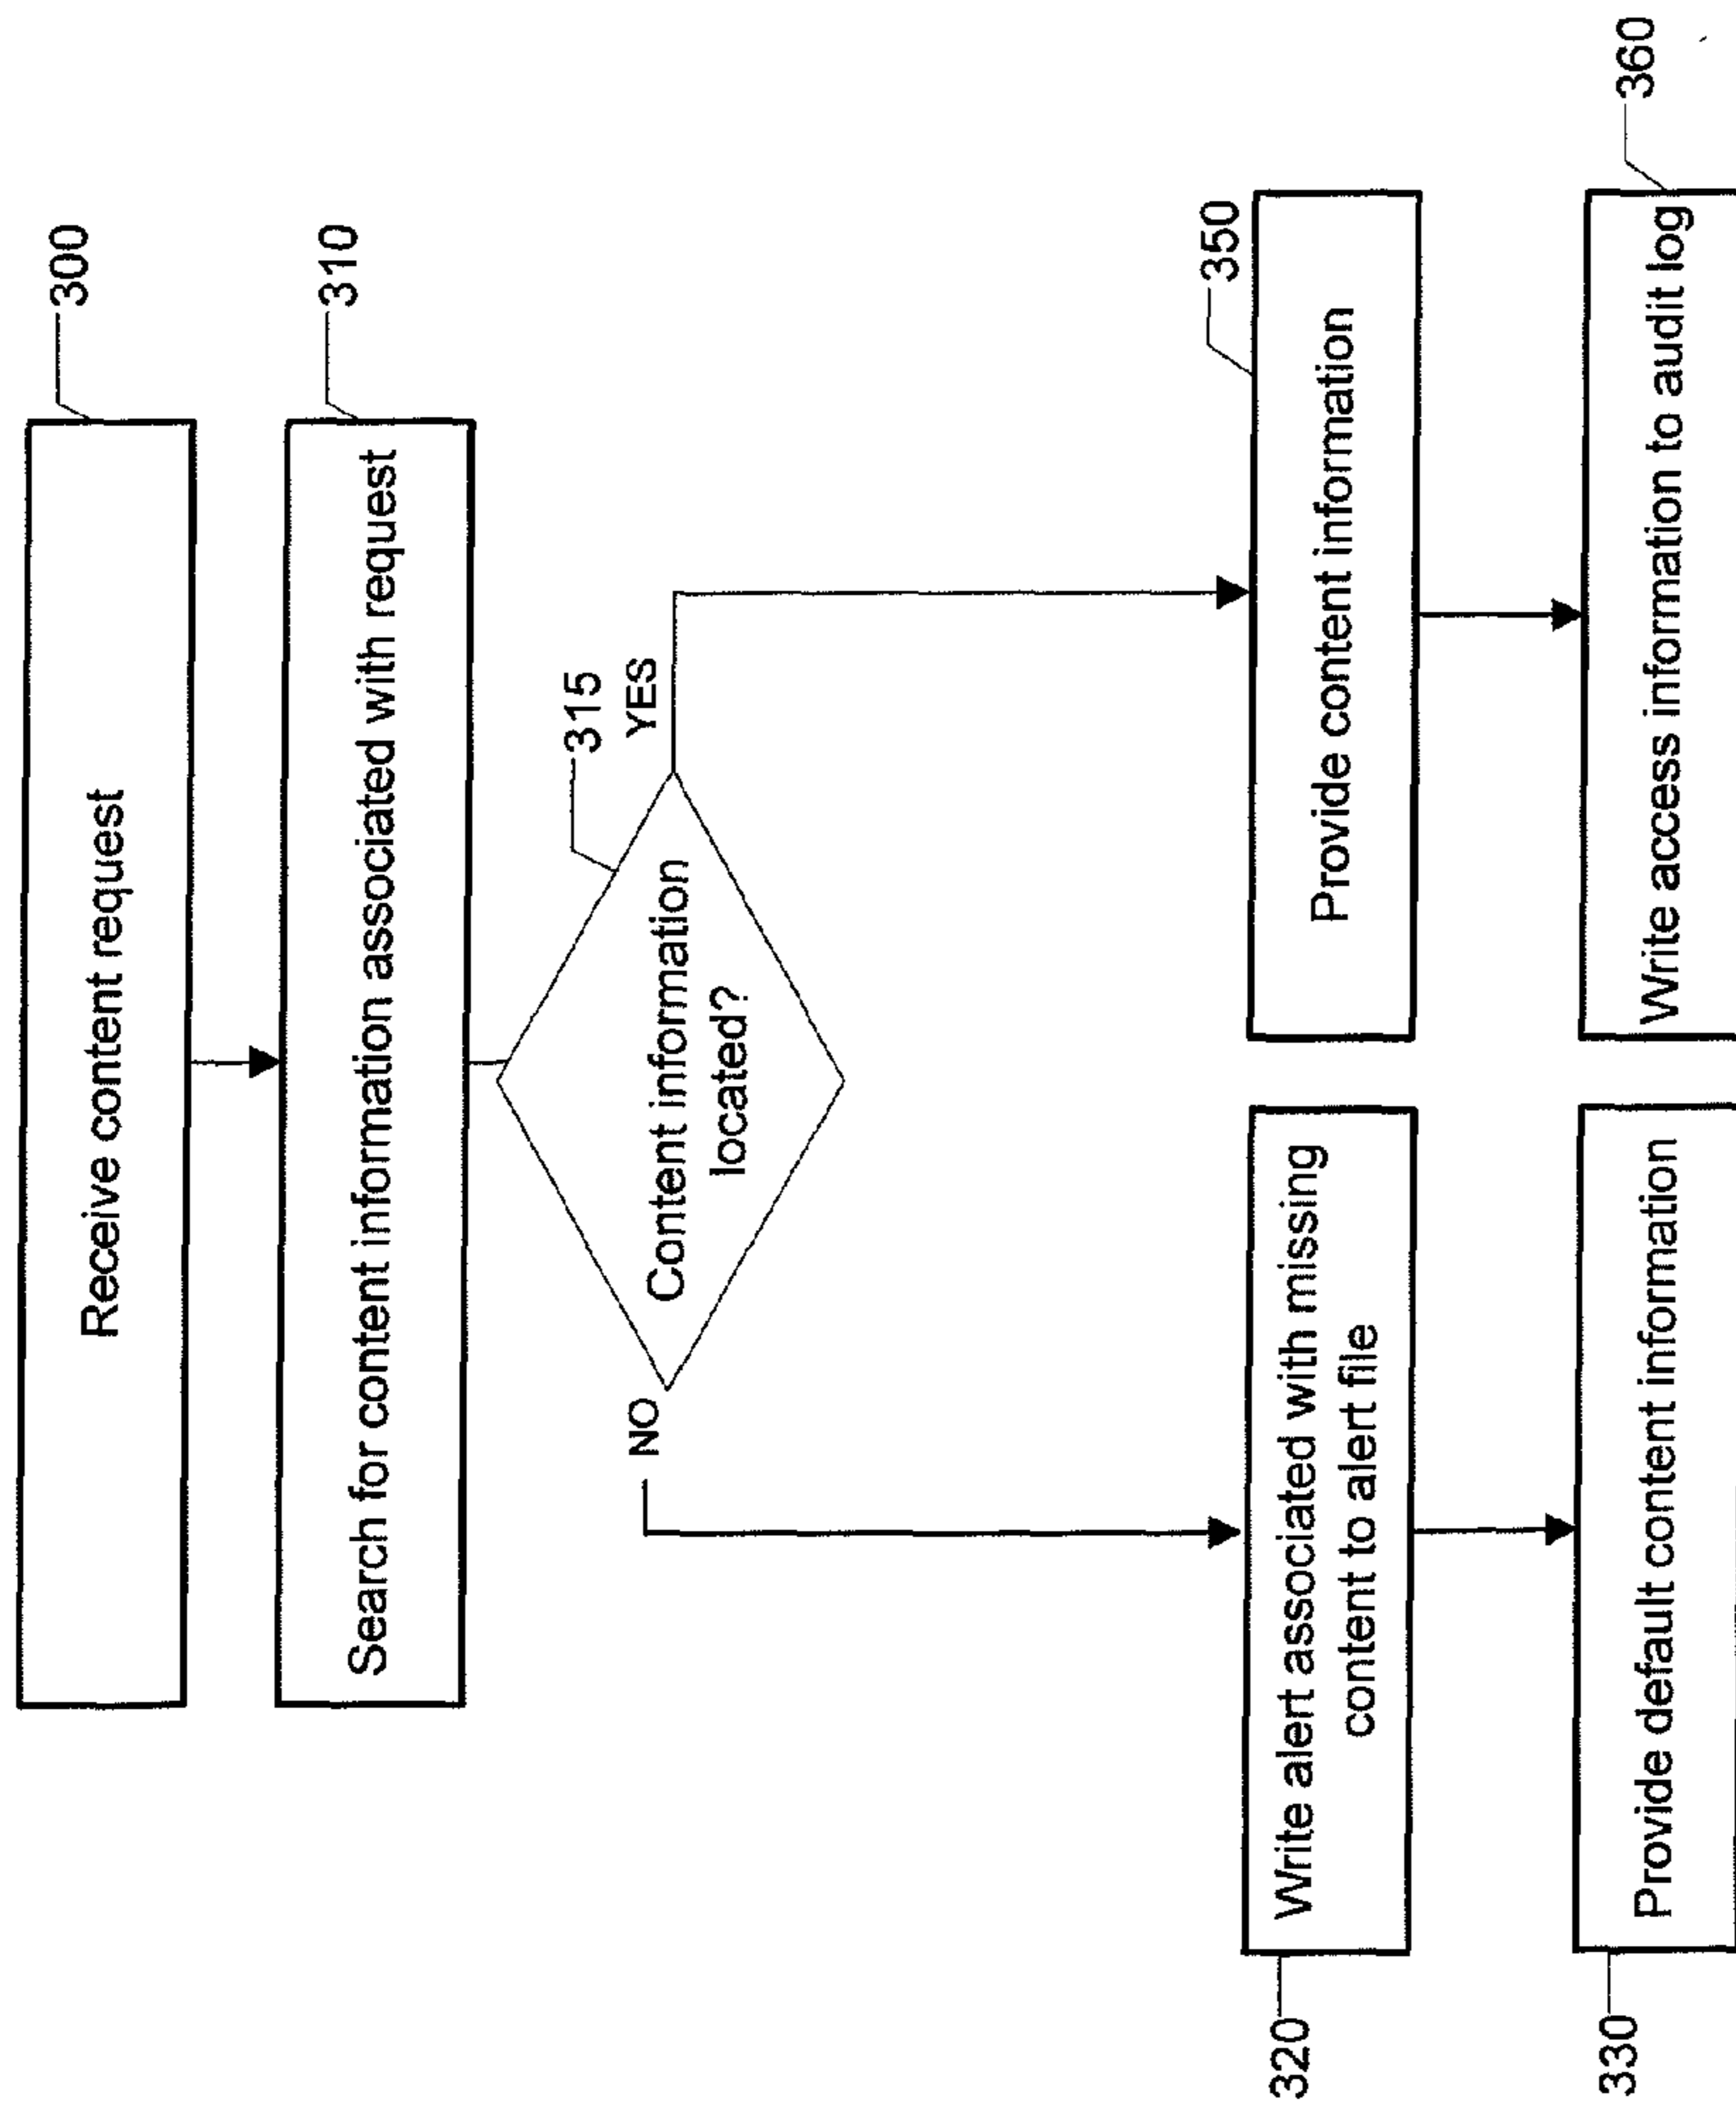 Receive content request
300
Search for content information associated with request
310
315
Content information
located?
YES
NO
Write alert associated with missing
content to alert file
320
Provide content information
350
Provide default content information
330
Write access information to audit log
360